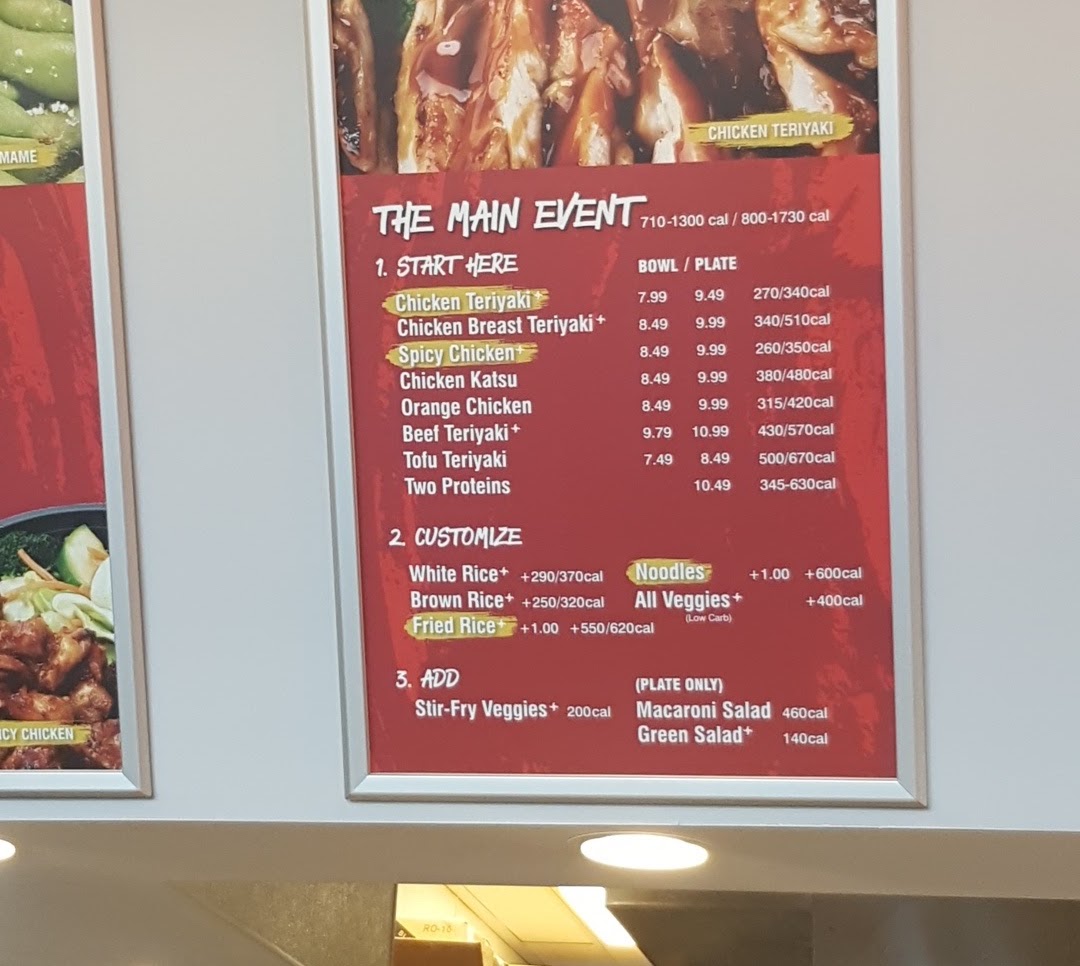 MAME
CHICKEN TERIYAKI
THE MAIN EVENT 710-1300 cal / 800-1730 cal
1. START HERE BOWL / PLATE
Chicken Teriyaki+ 7.99 9.49 270/340cal
Chicken Breast Teriyaki+ 8.49 9.99 340/510cal
Spicy Chicken+ 8.49 9.99 260/350cal
Chicken Katsu 8.49 9.99 380/480cal
Orange Chicken 8.49 9.99 315/420cal
Beef Teriyaki+ 9.79 10.99 430/570cal
Tofu Teriyaki 7.49 8.49 500/670cal
Two Proteins 10.49 345-630cal
2. CUSTOMIZE
White Rice+ +290/370cal Noodles +1.00 +600cal
Brown Rice+ +250/320cal All Veggies+ +400cal
(Low Carb)
Fried Rice+ +1.00 +550/620cal
3. ADD (PLATE ONLY)
Stir-Fry Veggies+ 200cal Macaroni Salad 460cal
Green Salad+ 140cal
ICY CHICKEN
RO-16